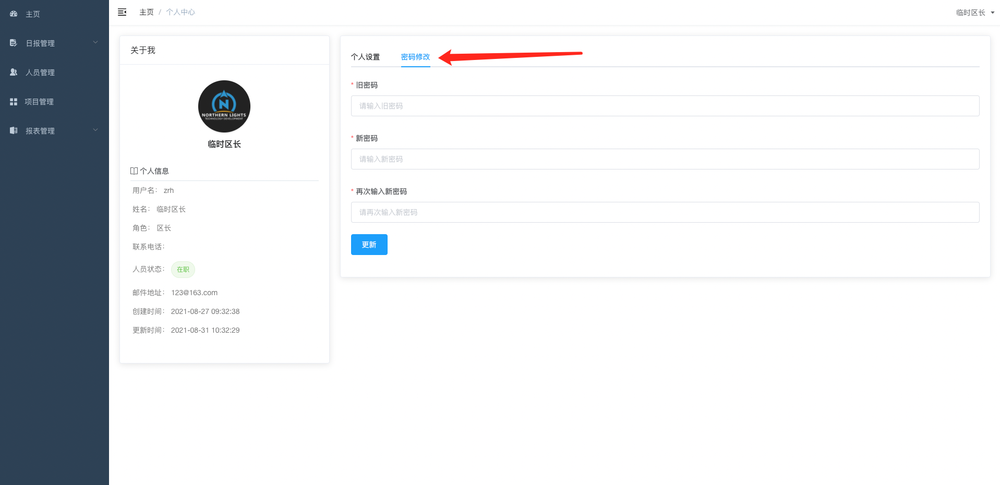 主页
日报管理
人员管理
项目管理
报表管理
主页 / 个人中心
临时区长
关于我
NORTHERN LIGHTS
TECHNOLOGY DEVELOPMENT
临时区长
个人信息
用户名： zrh
姓名： 临时区长
角色： 区长
联系电话：
人员状态： 在职
邮件地址： 123@163.com
创建时间： 2021-08-27 09:32:38
更新时间： 2021-08-31 10:32:29
个人设置 密码修改
* 旧密码
请输入旧密码
* 新密码
请输入新密码
* 再次输入新密码
请再次输入新密码
更新